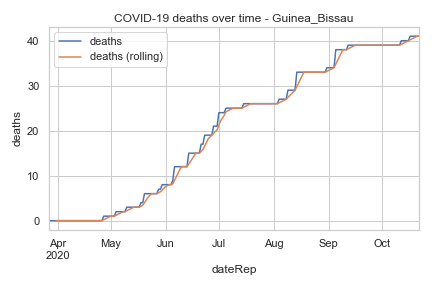 COVID-19 deaths over time - Guinea_Bissau
deaths
deaths (rolling)
40
30
20
10
0
deaths
Apr May Jun Jul Aug Sep Oct
2020
dateRep